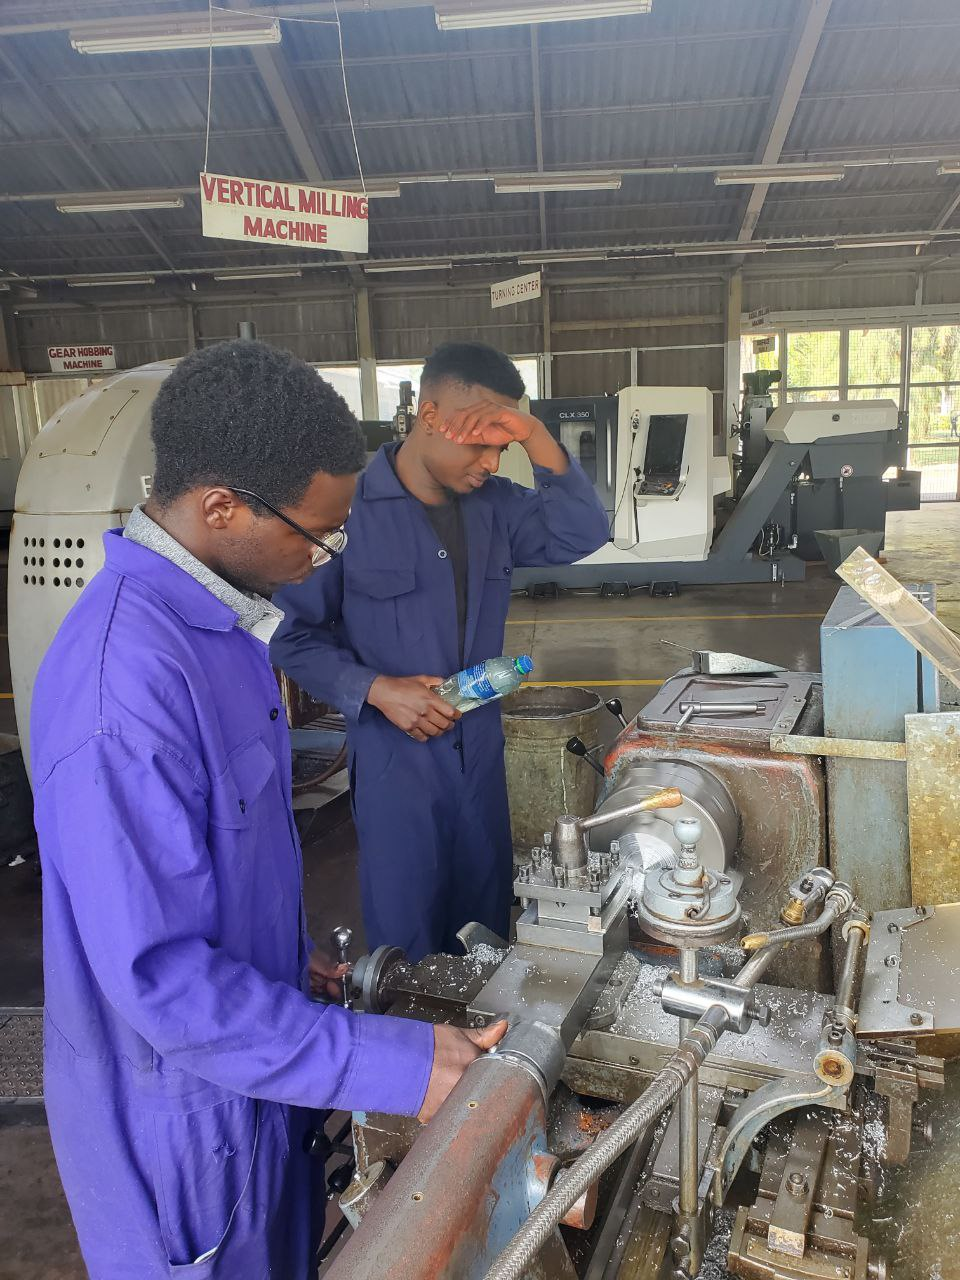 VERTICAL MILLING
MACHINE
TURNING CENTER
GEAR HOBBING
MACHINE
CLX 350